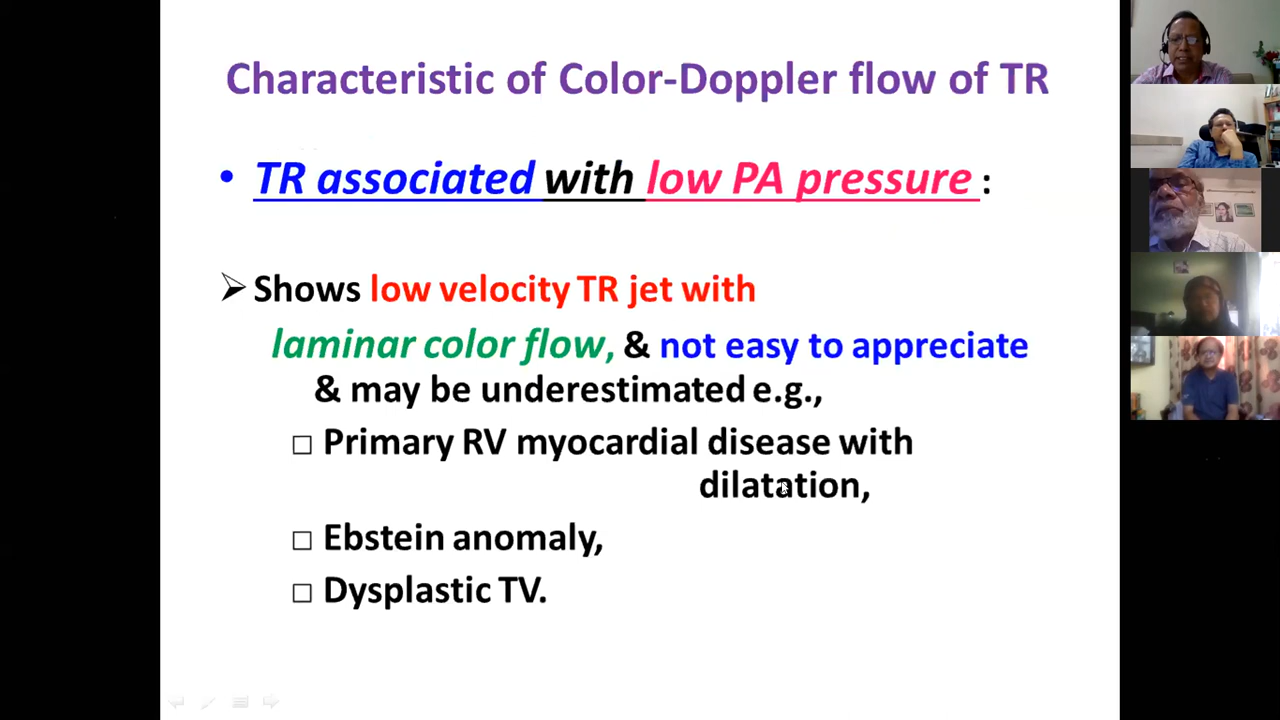 Characteristic of Color-Doppler flow of TR
• TR associated with low PA pressure :
➢ Shows low velocity TR jet with
laminar color flow, & not easy to appreciate
& may be underestimated e.g.,
□ Primary RV myocardial disease with
dilatation,
□ Ebstein anomaly,
□ Dysplastic TV.